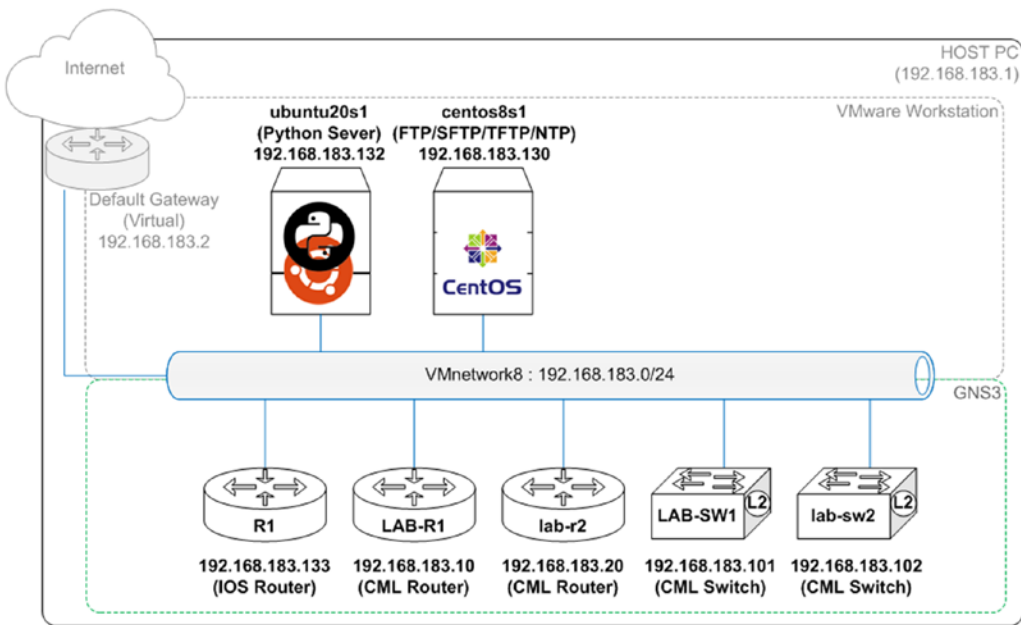 Internet
HOST PC
(192.168.183.1)
VMware Workstation
ubuntu20s1
(Python Sever)
192.168.183.132
centos8s1
(FTP/SFTP/TFTP/NTP)
192.168.183.130
Default Gateway
(Virtual)
192.168.183.2
CentOS
VMnetwork8 : 192.168.183.0/24
GNS3
R1
192.168.183.133
(IOS Router)
LAB-R1
192.168.183.10
(CML Router)
lab-r2
192.168.183.20
(CML Router)
LAB-SW1
L2
192.168.183.101
(CML Switch)
lab-sw2
L2
192.168.183.102
(CML Switch)